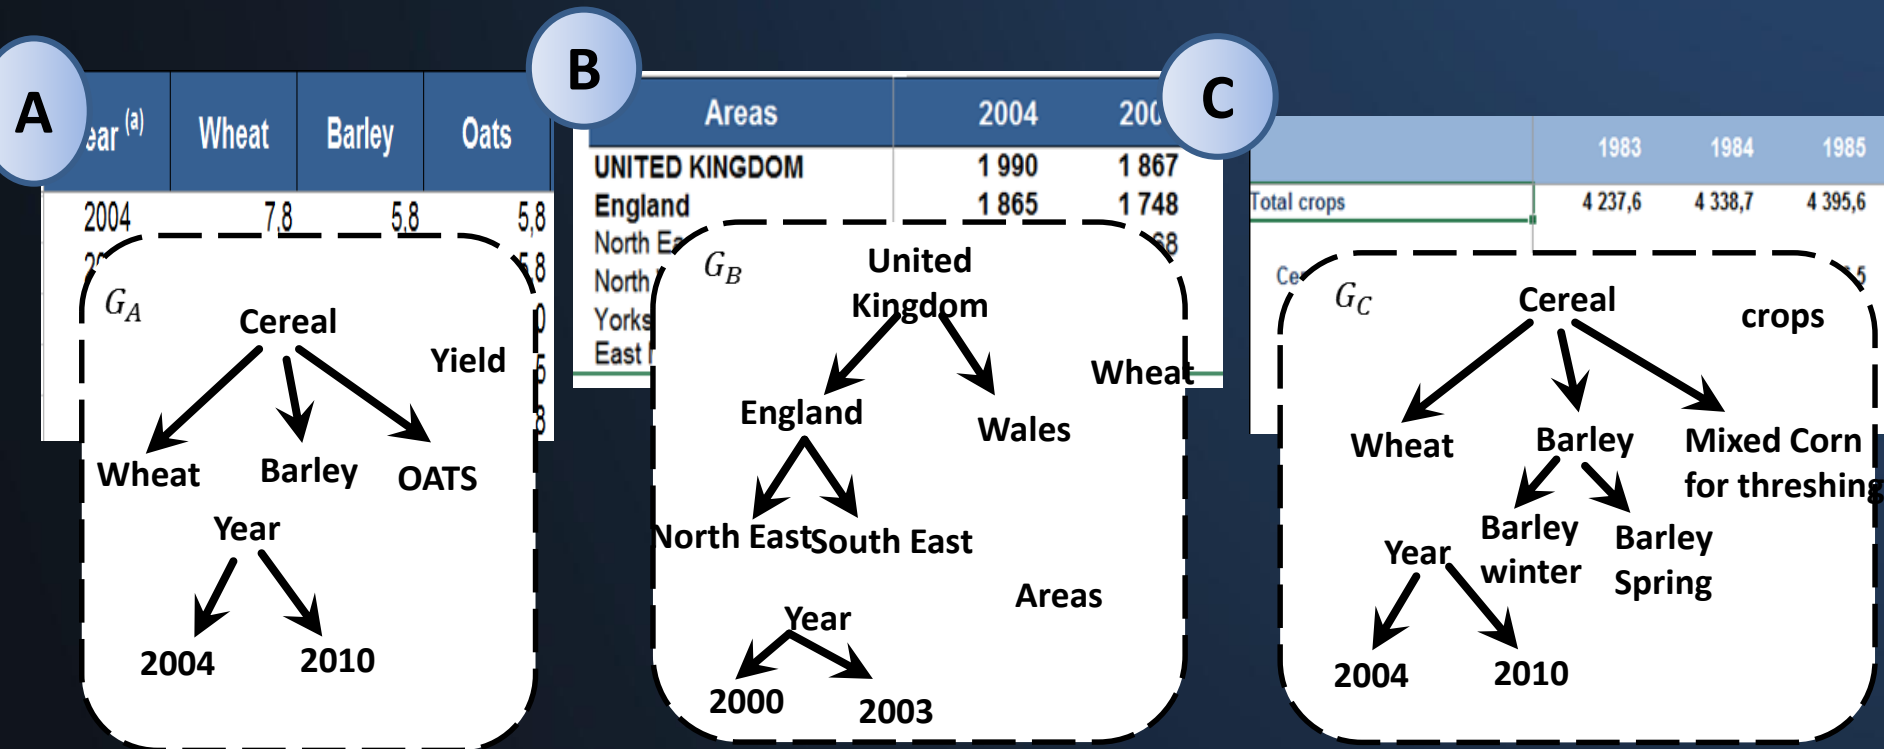 A
(a)
Wheat
Barley
Oats
2004
7,8
5,8
5,8
G_A
Cereal
Yield
Wheat
Barley
OATS
Year
2004
2010
B
Areas
2004
UNITED KINGDOM
1 990
1 867
England
1 865
1 748
North
North
G_B
United
Kingdom
Wheat
England
Wales
North East
South East
Areas
Year
2000
2003
C
1983
1984
1985
Total crops
4 237,6
4 338,7
4 395,6
G_C
Cereal
crops
Wheat
Barley
Mixed Corn
for threshing
Barley
winter
Barley
Spring
Year
2004
2010